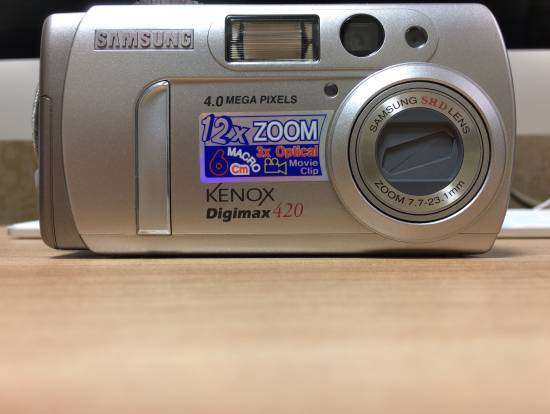 SAMSUNG
4.0 MEGA PIXELS
12x ZOOM
6 Cm MACRO
3x Optical
Movie
Clip
KENOX
Digimax 420
SAMSUNG SHD LENS
ZOOM 7.7-23.1mm